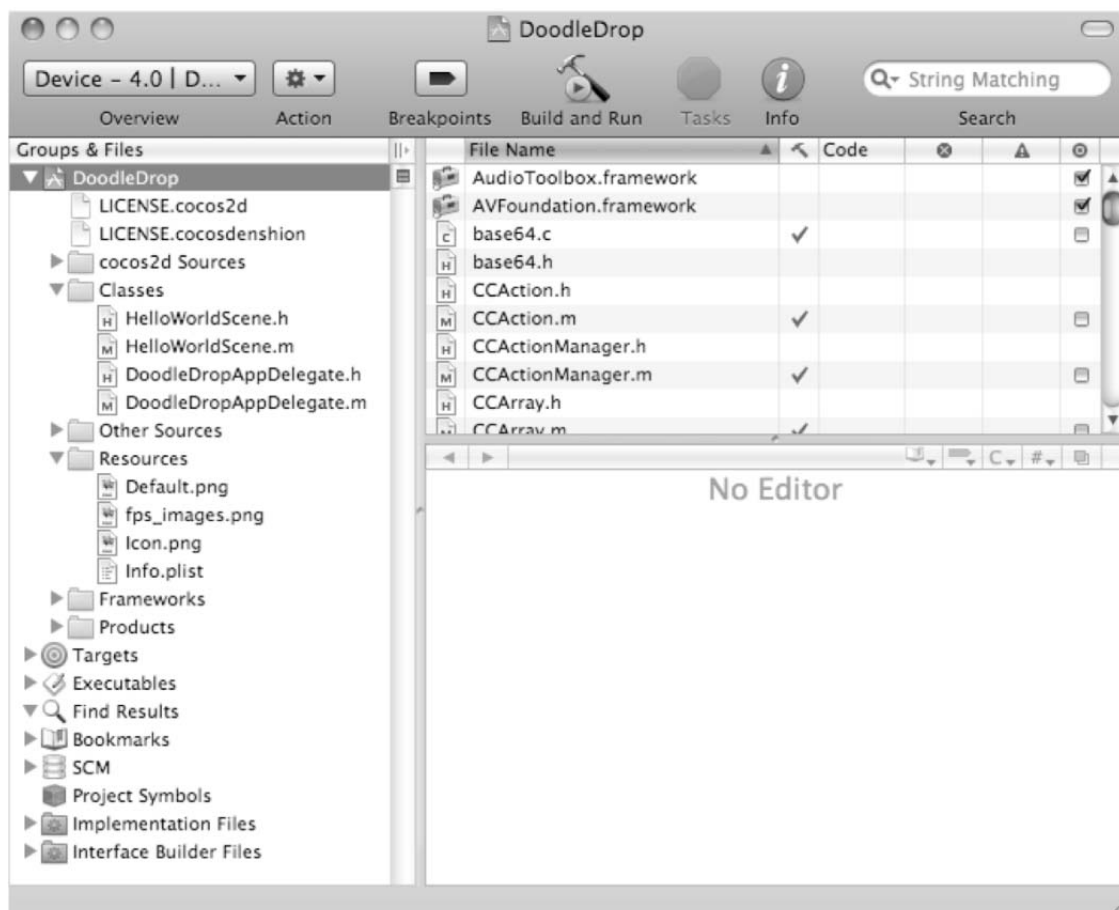 DoodleDrop
Device – 4.0 | D...
String Matching
Overview
Action
Breakpoints
Build and Run
Tasks
Info
Search
Groups & Files
DoodleDrop
LICENSE.cocos2d
LICENSE.cocosdenshion
cocos2d Sources
Classes
HelloWorldScene.h
HelloWorldScene.m
DoodleDropAppDelegate.h
DoodleDropAppDelegate.m
Other Sources
Resources
Default.png
fps_images.png
Icon.png
Info.plist
Frameworks
Products
Targets
Executables
Find Results
Bookmarks
SCM
Project Symbols
Implementation Files
Interface Builder Files
File Name
Code
AudioToolbox.framework
AVFoundation.framework
c base64.c
H base64.h
H CCAction.h
M CCAction.m
H CCActionManager.h
M CCActionManager.m
H CCArray.h
CCArray.m
C #
No Editor